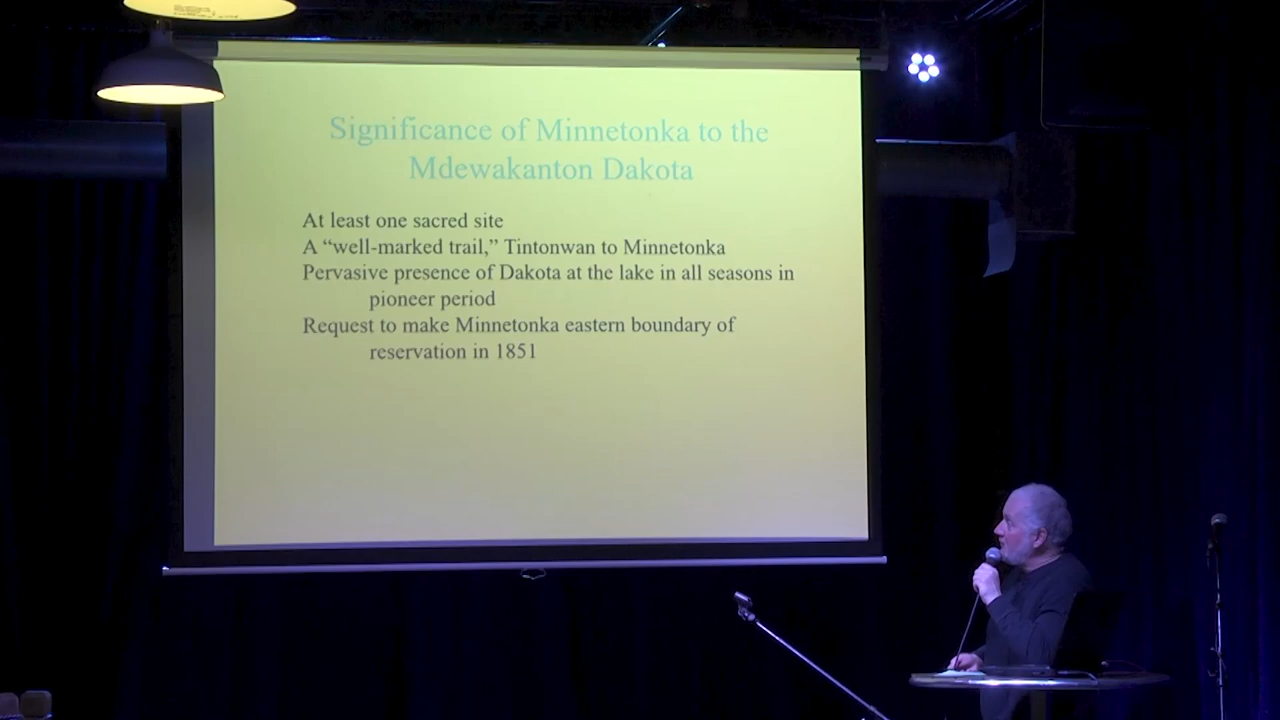 Significance of Minnetonka to the
Mdewakanton Dakota
At least one sacred site
A “well-marked trail,” Tintonwan to Minnetonka
Pervasive presence of Dakota at the lake in all seasons in
pioneer period
Request to make Minnetonka eastern boundary of
reservation in 1851